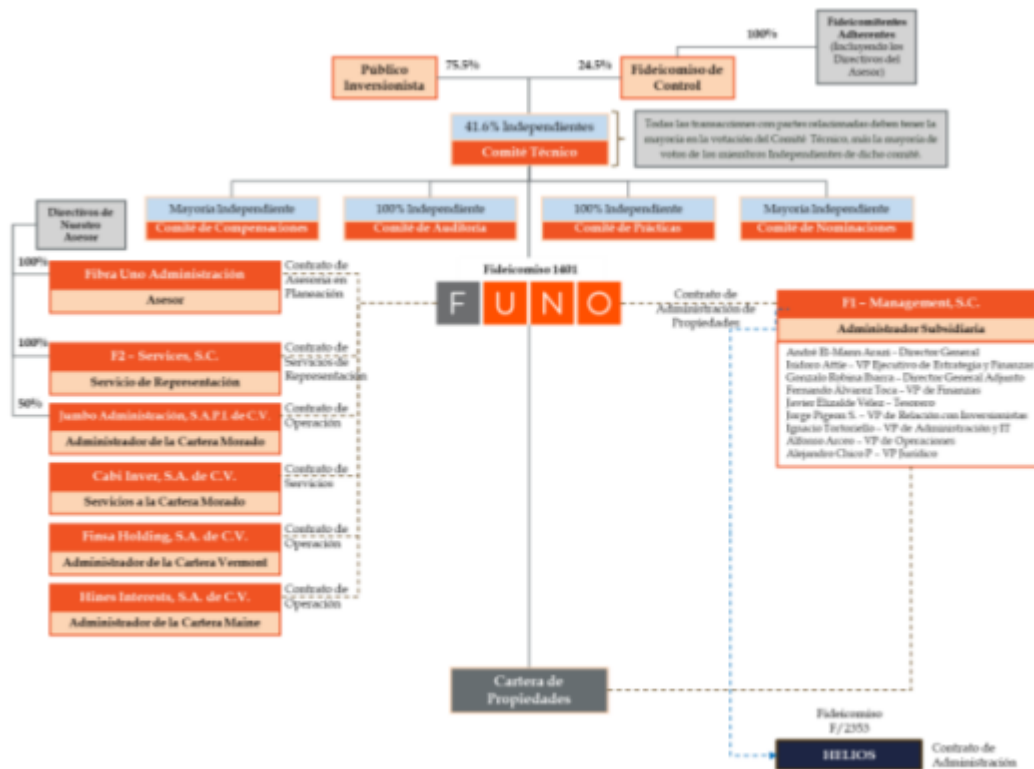 Fideicomitentes
Adherentes
(Incluyendo los
Directivos del
Asesor)
100%
Público
Inversionista
75.5%
24.5%
Fideicomiso de
Control
41.6% Independientes
Comité Técnico
Todas las transacciones con partes relacionadas deben tener la
mayoría en la votación del Comité Técnico, más la mayoría de
votos de los miembros Independientes de dicho comité.
Directivos de
Nuestro
Asesor
Mayoría Independiente
Comité de Compensaciones
100% Independiente
Comité de Auditoría
100% Independiente
Comité de Prácticas
Mayoría Independiente
Comité de Nominaciones
100%
Fibra Uno Administración
Asesor
Contrato de
Asesoría en
Planeación
Fideicomiso 1401
FUNO
Contrato de
Administración de
Propiedades
F1 – Management, S.C.
Administrador Subsidiaria
André El-Mann Arazi – Director General
Isidoro Attie – VP Ejecutivo de Estrategia y Finanzas
Gonzalo Robina Ibarra – Director General Adjunto
Fernando Álvarez Toca – VP de Finanzas
Javier Elizalde Vélez – Tesorero
Jorge Pigeon S. – VP de Relación con Inversionistas
Ignacio Tortoriello – VP de Administración y IT
Alfonso Arceo – VP de Operaciones
Alejandro Chico P – VP Jurídico
100%
F2 – Services, S.C.
Servicio de Representación
Contrato de
Servicios de
Representación
50%
Jumbo Administración, S.A.P.I. de C.V.
Administrador de la Cartera Morado
Contrato de
Operación
Cabi Inver, S.A. de C.V.
Servicios a la Cartera Morado
Contrato de
Servicios
Finsa Holding, S.A. de C.V.
Administrador de la Cartera Vermont
Contrato de
Operación
Hines Interests, S.A. de C.V.
Administrador de la Cartera Maine
Contrato de
Operación
Cartera de
Propiedades
Fideicomiso
F/2353
HELIOS
Contrato de
Administración